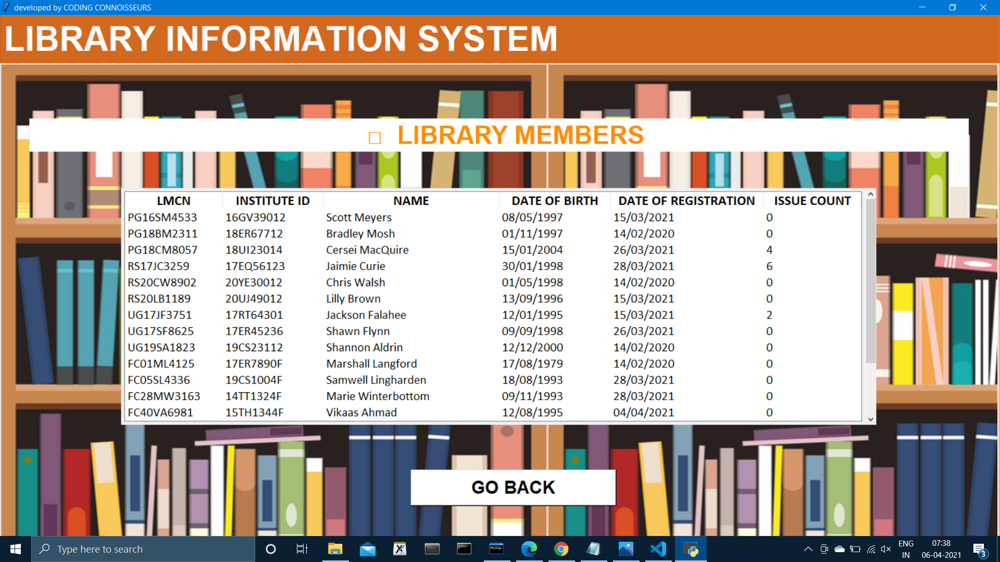 developed by CODING CONNOISSEURS
LIBRARY INFORMATION SYSTEM
LIBRARY MEMBERS
LMCN INSTITUTE ID NAME DATE OF BIRTH DATE OF REGISTRATION ISSUE COUNT
PG16SM4533 16GV39012 Scott Meyers 08/05/1997 15/03/2021 0
PG18BM2311 18ER67712 Bradley Mosh 01/11/1997 14/02/2020 0
PG18CM8057 18UI23014 Cersei MacQuire 15/01/2004 26/03/2021 4
RS17JC3259 17EQ56123 Jaimie Curie 30/01/1998 28/03/2021 6
RS20CW8902 20YE30012 Chris Walsh 01/05/1998 14/02/2020 0
RS20LB1189 20UJ49012 Lilly Brown 13/09/1996 15/03/2021 0
UG17JF3751 17RT64301 Jackson Falahee 12/01/1995 15/03/2021 2
UG17SF8625 17ER45236 Shawn Flynn 09/09/1998 26/03/2021 0
UG19SA1823 19CS23112 Shannon Aldrin 12/12/2000 14/02/2020 0
FC01ML4125 17ER7890F Marshall Langford 17/08/1979 14/02/2020 0
FC05SL4336 19CS1004F Samwell Lingharden 18/08/1993 28/03/2021 0
FC28MW3163 14TT1324F Marie Winterbottom 09/11/1993 28/03/2021 0
FC40VA6981 15TH1344F Vikaas Ahmad 12/08/1995 04/04/2021 0
GO BACK
Type here to search
MySQL
ENG
IN
07:38
06-04-2021
3